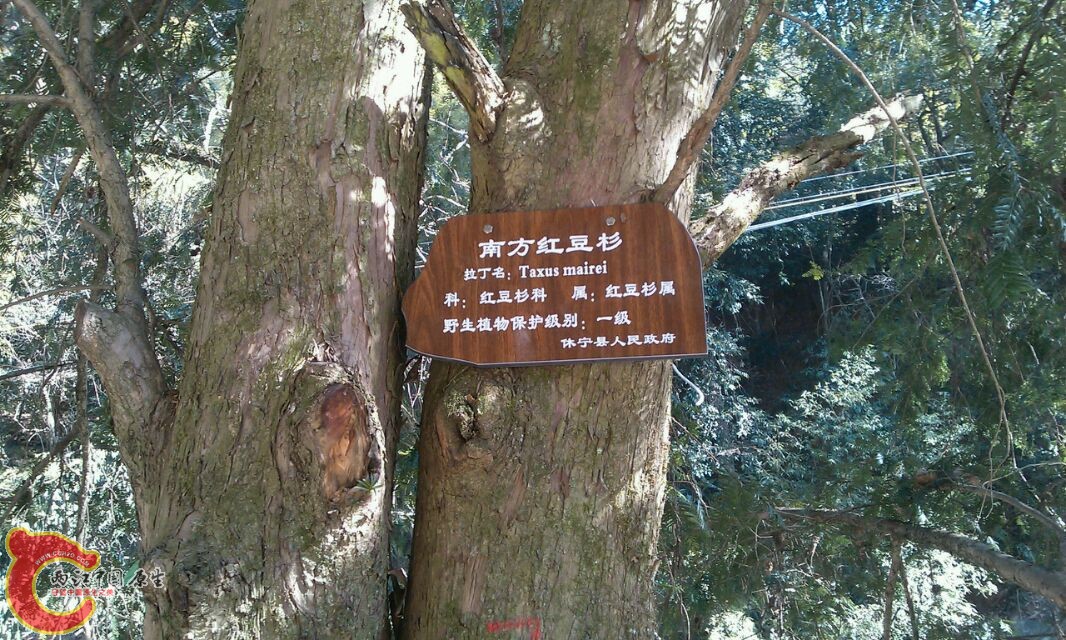 南方红豆杉
拉丁名：Taxus mairei
科：红豆杉科 属：红豆杉属
野生植物保护级别：一级
休宁县人民政府